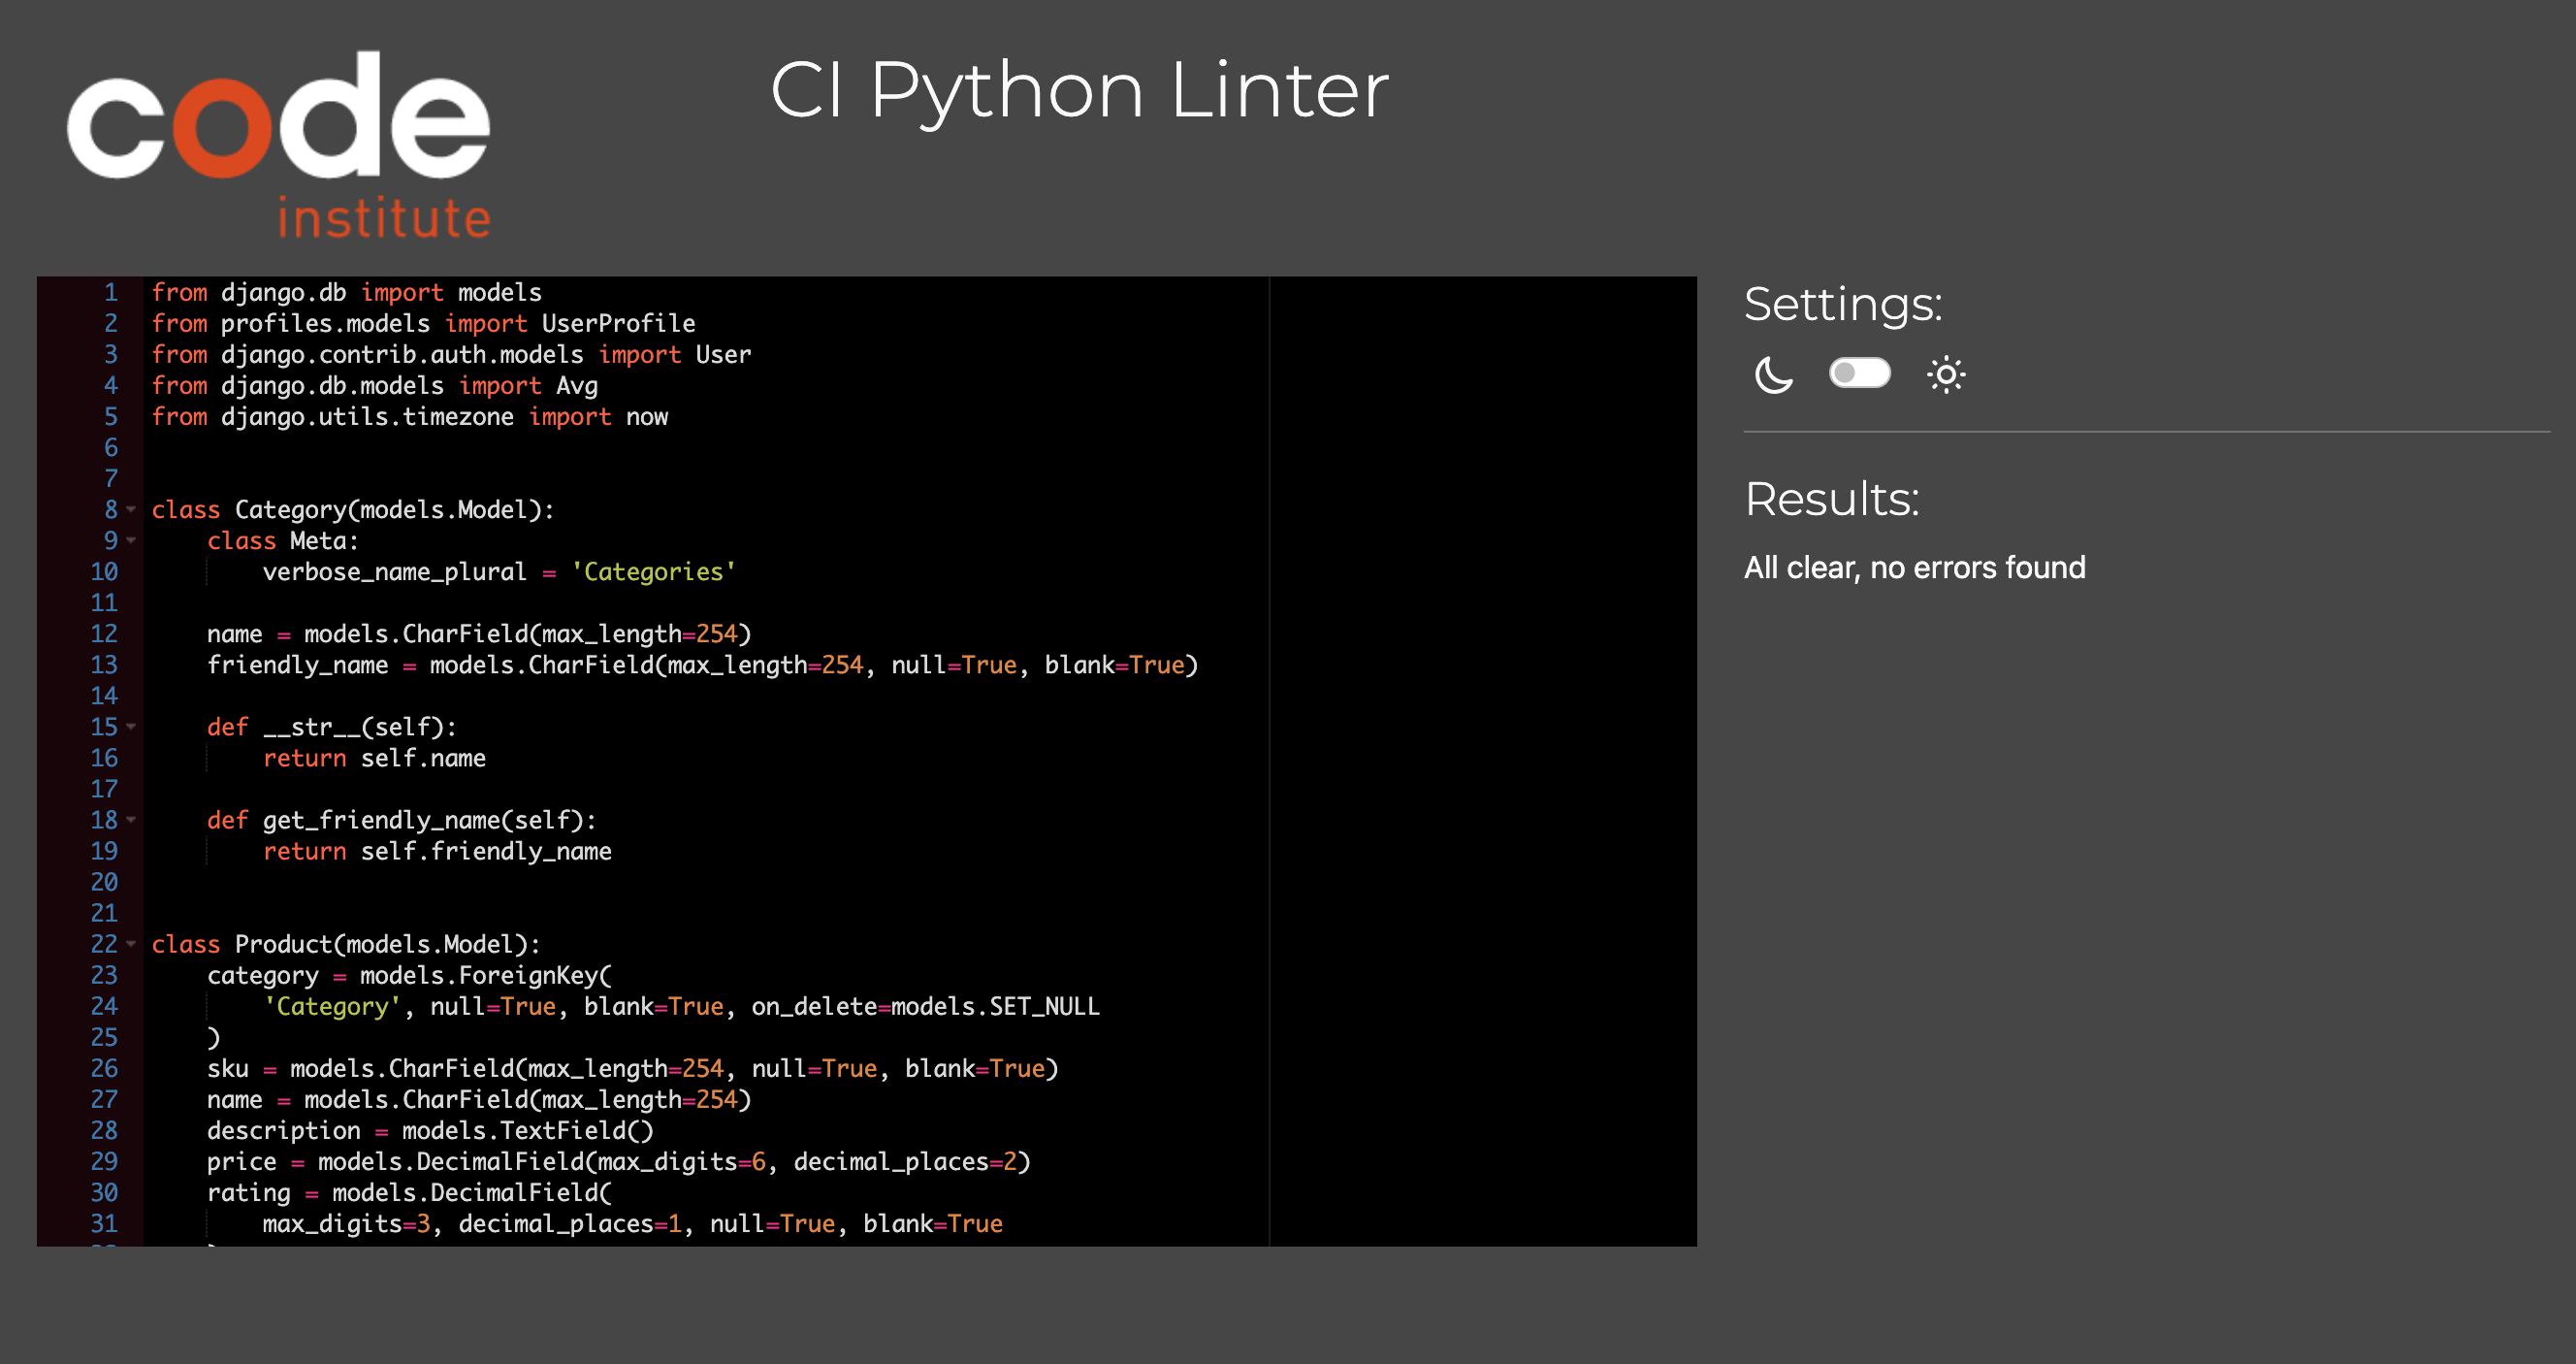 code
institute
CI Python Linter
1 from django.db import models
2 from profiles.models import UserProfile
3 from django.contrib.auth.models import User
4 from django.db.models import Avg
5 from django.utils.timezone import now
6
7
8 class Category(models.Model):
9     class Meta:
10         verbose_name_plural = 'Categories'
11
12     name = models.CharField(max_length=254)
13     friendly_name = models.CharField(max_length=254, null=True, blank=True)
14
15     def __str__(self):
16         return self.name
17
18     def get_friendly_name(self):
19         return self.friendly_name
20
21
22 class Product(models.Model):
23     category = models.ForeignKey(
24         'Category', null=True, blank=True, on_delete=models.SET_NULL
25     )
26     sku = models.CharField(max_length=254, null=True, blank=True)
27     name = models.CharField(max_length=254)
28     description = models.TextField()
29     price = models.DecimalField(max_digits=6, decimal_places=2)
30     rating = models.DecimalField(
31         max_digits=3, decimal_places=1, null=True, blank=True
Settings:
Results:
All clear, no errors found